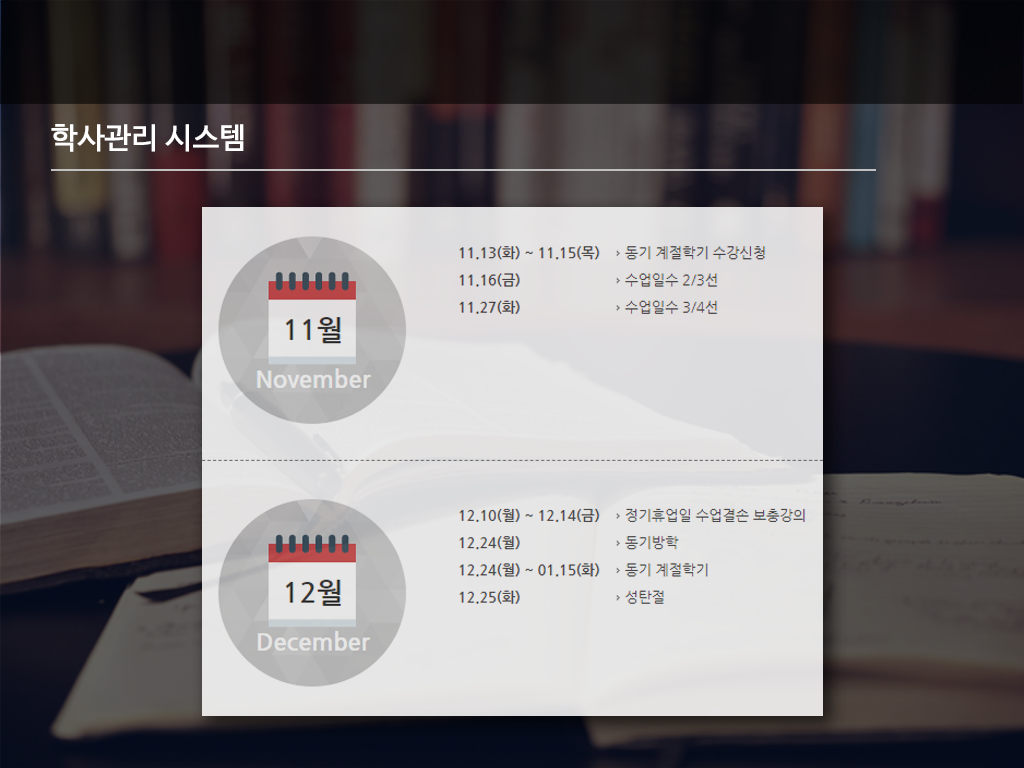 학사관리 시스템
11월
November
11.13(화) ~ 11.15(목) › 동기 계절학기 수강신청
11.16(금) › 수업일수 2/3선
11.27(화) › 수업일수 3/4선
12월
December
12.10(월) ~ 12.14(금) › 정기휴업일 수업결손 보충강의
12.24(월) › 동기방학
12.24(월) ~ 01.15(화) › 동기 계절학기
12.25(화) › 성탄절